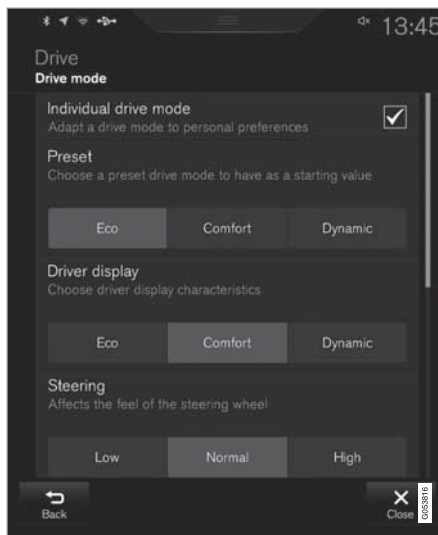 13:45
Drive
Drive mode
Individual drive mode
Adapt a drive mode to personal preferences
Preset
Choose a preset drive mode to have as a starting value
Eco Comfort Dynamic
Driver display
Choose driver display characteristics
Eco Comfort Dynamic
Steering
Affects the feel of the steering wheel
Low Normal High
Back Close
G053816